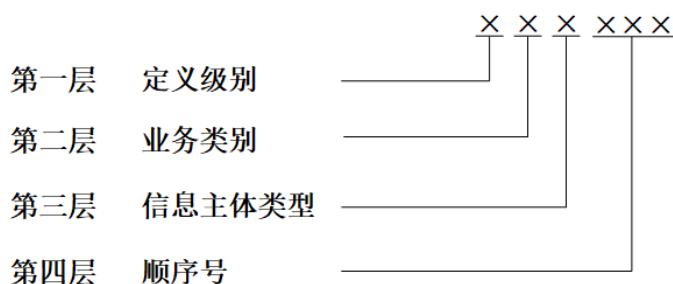 × × × ×××
第一层 定义级别
第二层 业务类别
第三层 信息主体类型
第四层 顺序号